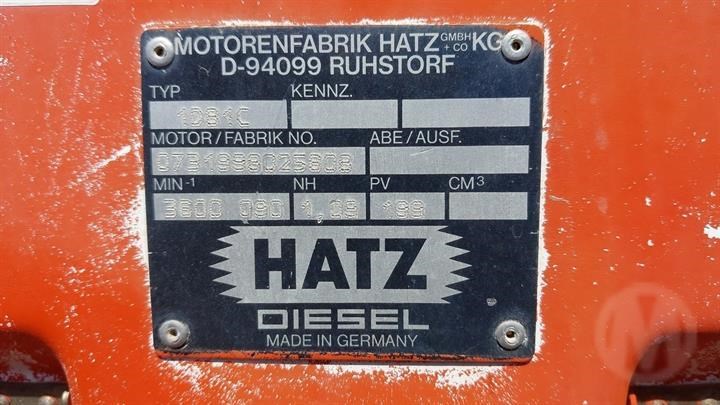 MOTORENFABRIK HATZ GMBH + CO KG
D-94099 RUHSTORF
TYP KENNZ.
1D81C
MOTOR/FABRIK NO. ABE/AUSF.
MIN-1 NH PV CM3
3600 090 1,09 199
HATZ
DIESEL
MADE IN GERMANY